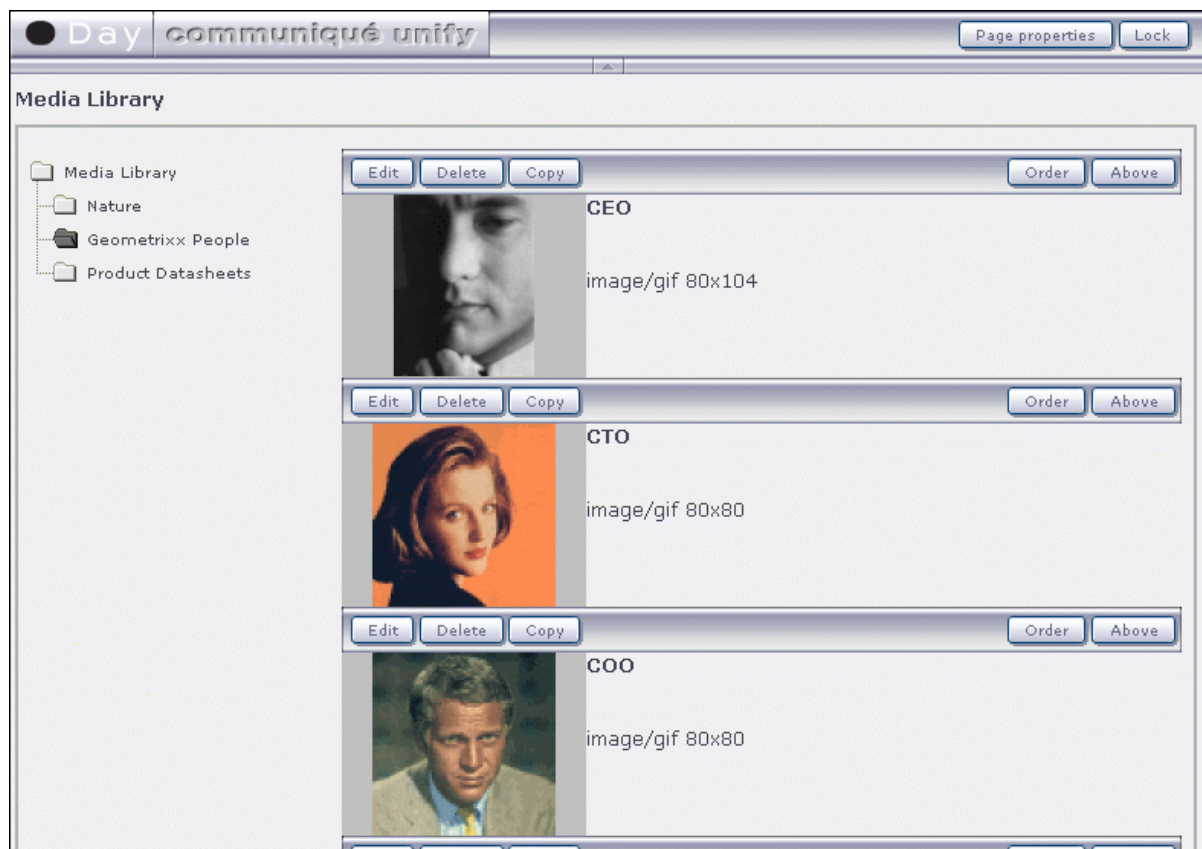 Day communiqué unify Page properties Lock
Media Library
Media Library
Nature
Geometrixx People
Product Datasheets
Edit Delete Copy Order Above
CEO
image/gif 80x104
Edit Delete Copy Order Above
CTO
image/gif 80x80
Edit Delete Copy Order Above
COO
image/gif 80x80